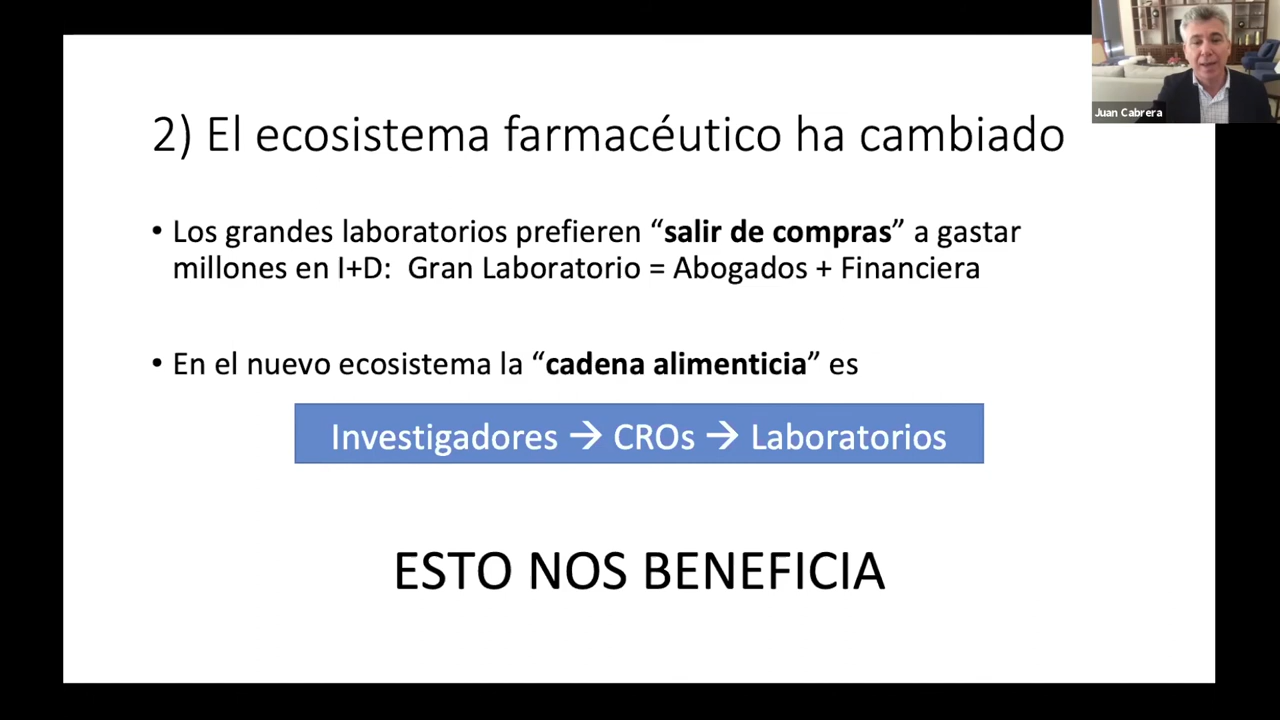 Juan Cabrera
2) El ecosistema farmacéutico ha cambiado
• Los grandes laboratorios prefieren “salir de compras” a gastar
millones en I+D:  Gran Laboratorio = Abogados + Financiera
• En el nuevo ecosistema la “cadena alimenticia” es
Investigadores → CROs → Laboratorios
ESTO NOS BENEFICIA